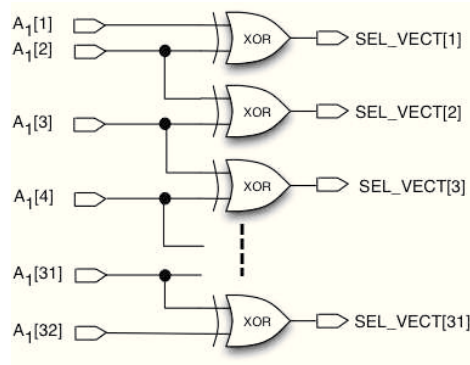 A1[1] XOR SEL_VECT[1]
A1[2]
XOR SEL_VECT[2]
A1[3]
XOR SEL_VECT[3]
A1[4]
A1[31]
XOR SEL_VECT[31]
A1[32]